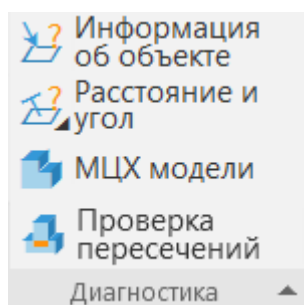 Информация
об объекте
Расстояние и
угол
МЦХ модели
Проверка
пересечений
Диагностика